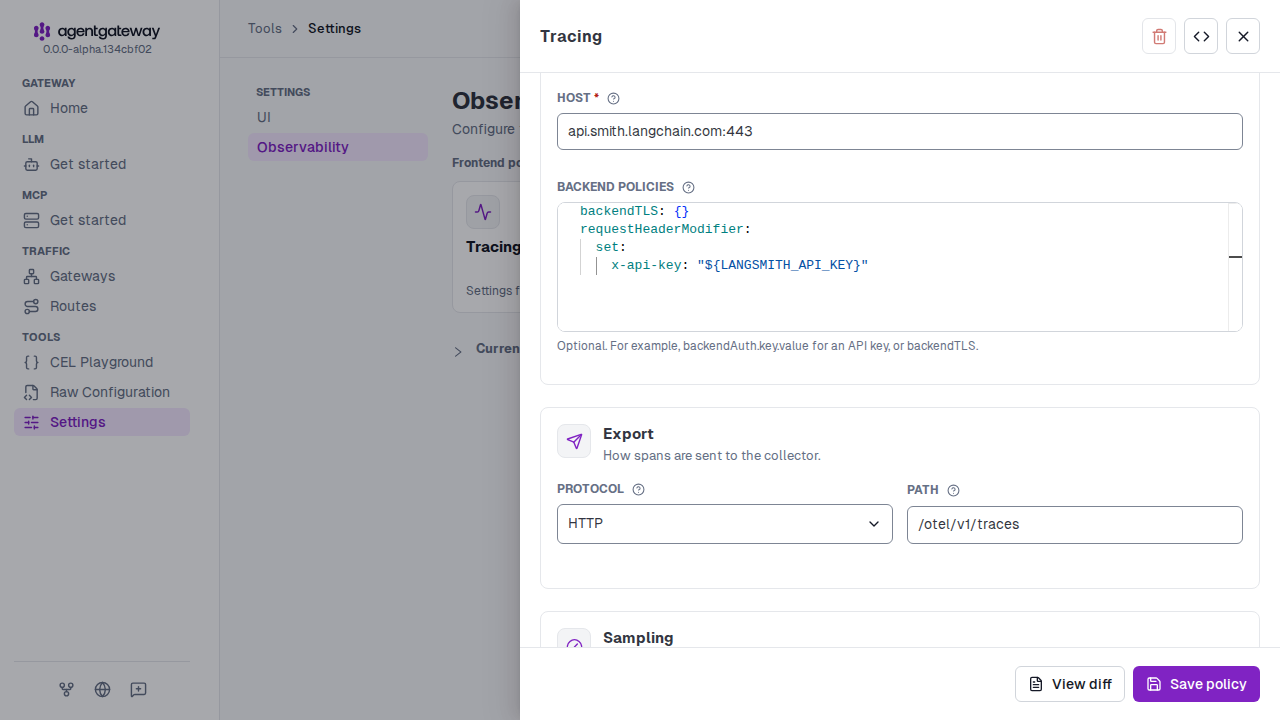 agentgateway
0.0.0-alpha.134cbf02
GATEWAY
Home
LLM
Get started
MCP
Get started
TRAFFIC
Gateways
Routes
TOOLS
CEL Playground
Raw Configuration
Settings
Tools > Settings
SETTINGS
UI
Observability
Obser
Configure
Frontend po
Tracing
Settings f
Curren
Tracing
HOST *
api.smith.langchain.com:443
BACKEND POLICIES
backendTLS: {}
requestHeaderModifier:
set:
x-api-key: "${LANGSMITH_API_KEY}"
Optional. For example, backendAuth.key.value for an API key, or backendTLS.
Export
How spans are sent to the collector.
PROTOCOL
HTTP
PATH
/otel/v1/traces
Sampling
View diff
Save policy